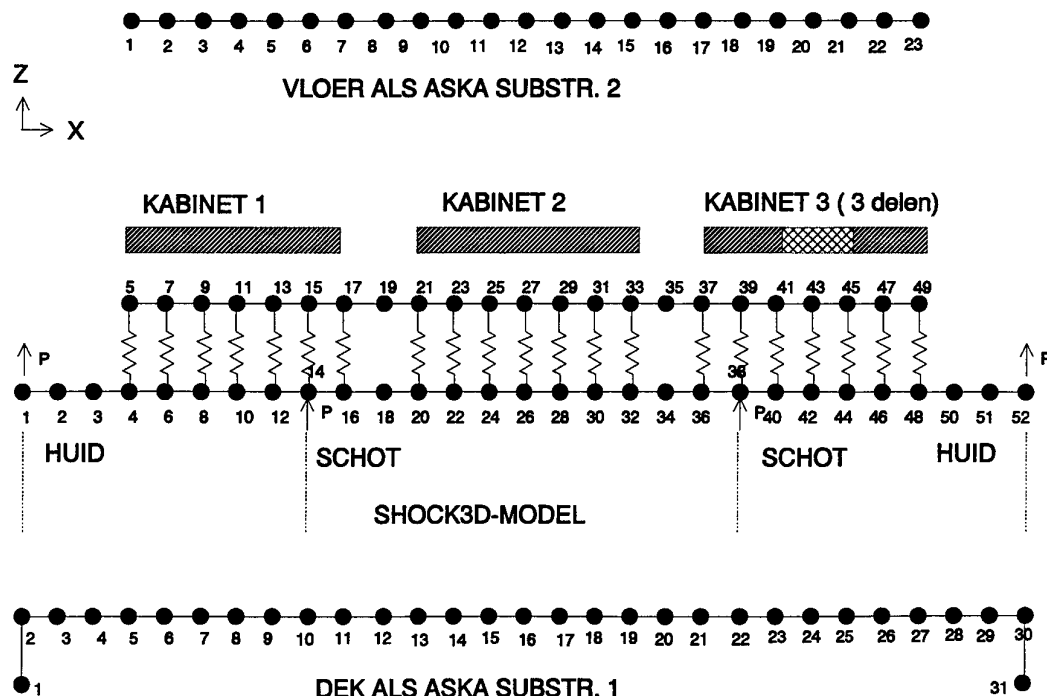 1 2 3 4 5 6 7 8 9 10 11 12 13 14 15 16 17 18 19 20 21 22 23
VLOER ALS ASKA SUBSTR. 2
Z
X
KABINET 1 KABINET 2 KABINET 3 ( 3 delen)
5 7 9 11 13 15 17 19 21 23 25 27 29 31 33 35 37 39 41 43 45 47 49
P 14 38 P
1 2 3 4 6 8 10 12 P 16 18 20 22 24 26 28 30 32 34 36 P 40 42 44 46 48 50 51 52
HUID SCHOT SCHOT HUID
SHOCK3D-MODEL
2 3 4 5 6 7 8 9 10 11 12 13 14 15 16 17 18 19 20 21 22 23 24 25 26 27 28 29 30
1 DEK ALS ASKA SUBSTR. 1 31